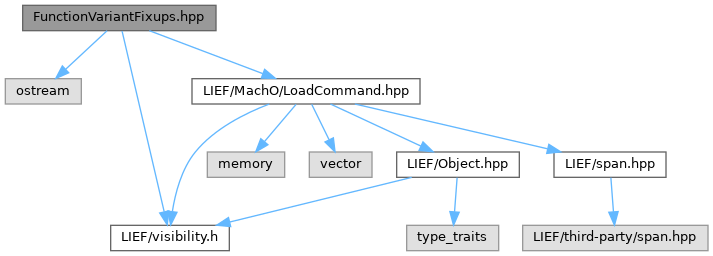 FunctionVariantFixups.hpp
ostream
LIEF/MachO/LoadCommand.hpp
memory
vector
LIEF/Object.hpp
LIEF/span.hpp
LIEF/visibility.h
type_traits
LIEF/third-party/span.hpp